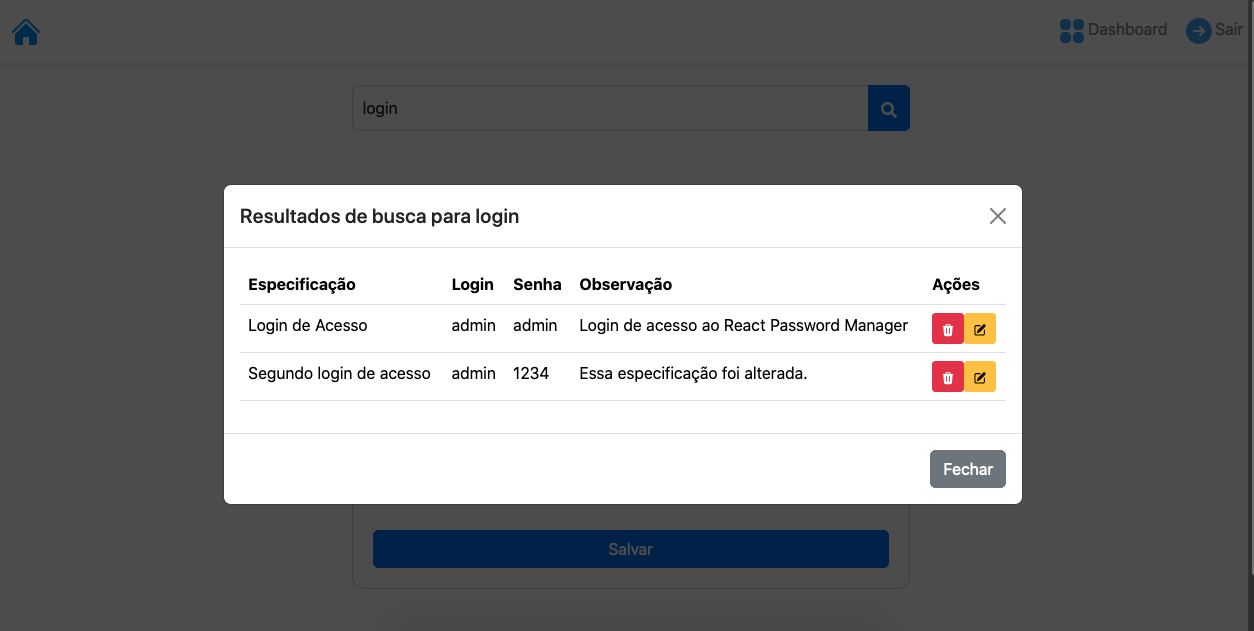 Dashboard Sair
login
Resultados de busca para login
Especificação Login Senha Observação Ações
Login de Acesso admin admin Login de acesso ao React Password Manager
Segundo login de acesso admin 1234 Essa especificação foi alterada.
Fechar
Salvar